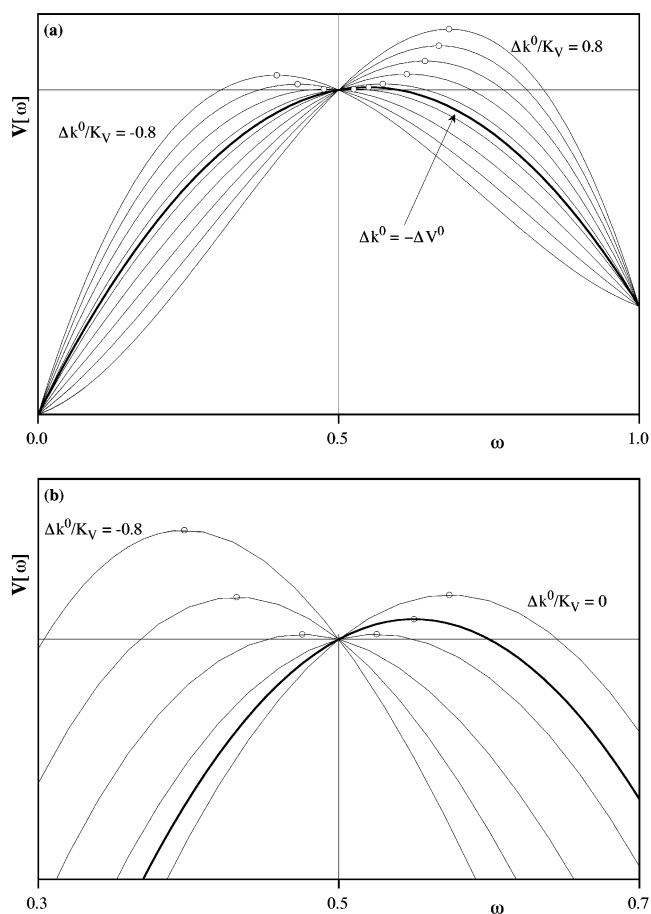 (a)
Δk⁰/K_V = 0.8
V[ω]
Δk⁰/K_V = -0.8
Δk⁰ = −ΔV⁰
0.0 0.5 ω 1.0
(b)
Δk⁰/K_V = -0.8
V[ω]
Δk⁰/K_V = 0
0.3 0.5 ω 0.7